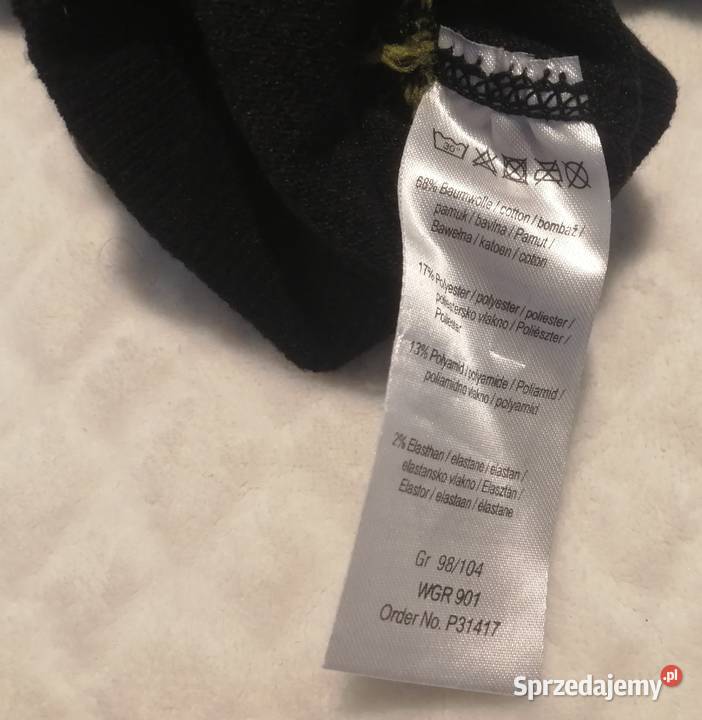 30°
68% Baumwolle / cotton / bombaž /
pamuk / bavlna / Pamut /
Bawełna / katoen / coton
17% Polyester / polyester / poliester /
poliestersko vlakno / Poliészter /
Poliester
13% Polyamid / polyamide / Poliamid /
poliamidno vlakno / polyamid
2% Elasthan / elastane / elastan /
elastansko vlakno / Elasztán /
Elastor / elastaan / élastane
Gr 98/104
WGR 901
Order No. P31417
Sprzedajemy.pl